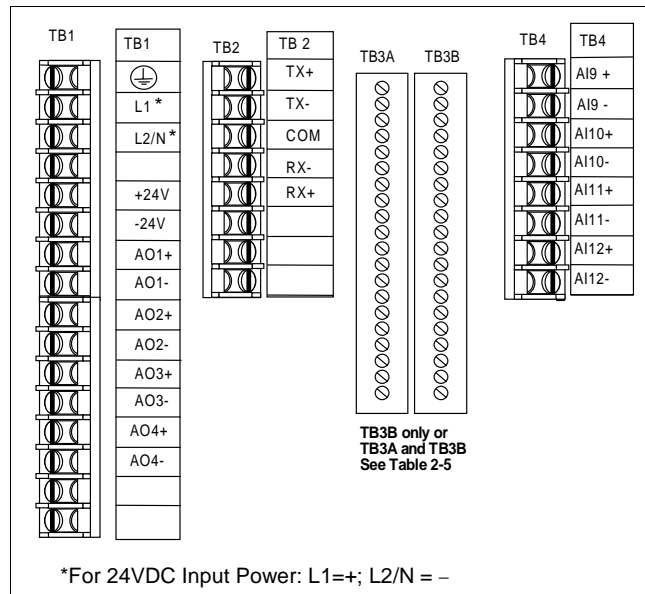 TB1
TB1
L1*
L2/N*
+24V
-24V
AO1+
AO1-
AO2+
AO2-
AO3+
AO3-
AO4+
AO4-
TB2
TB 2
TX+
TX-
COM
RX-
RX+
TB3A
TB3B
TB3B only or
TB3A and TB3B
See Table 2-5
TB4
TB4
AI9 +
AI9 -
AI10+
AI10-
AI11+
AI11-
AI12+
AI12-
*For 24VDC Input Power: L1=+; L2/N = –